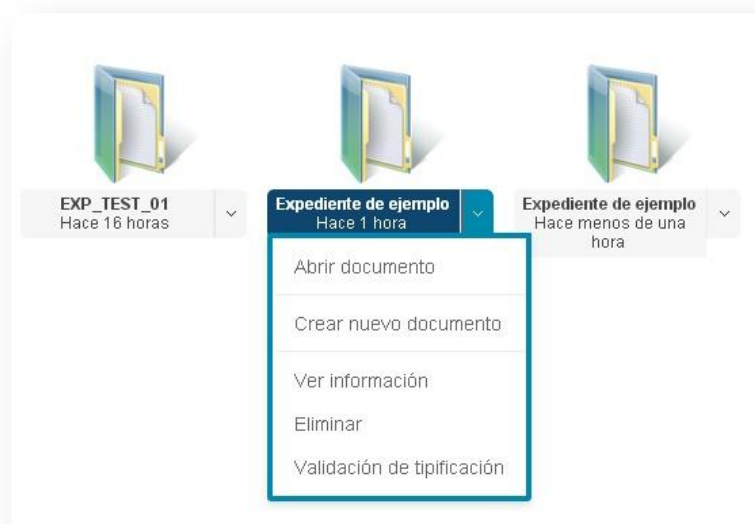 EXP_TEST_01
Hace 16 horas
Expediente de ejemplo
Hace 1 hora
Expediente de ejemplo
Hace menos de una
hora
Abrir documento
Crear nuevo documento
Ver información
Eliminar
Validación de tipificación